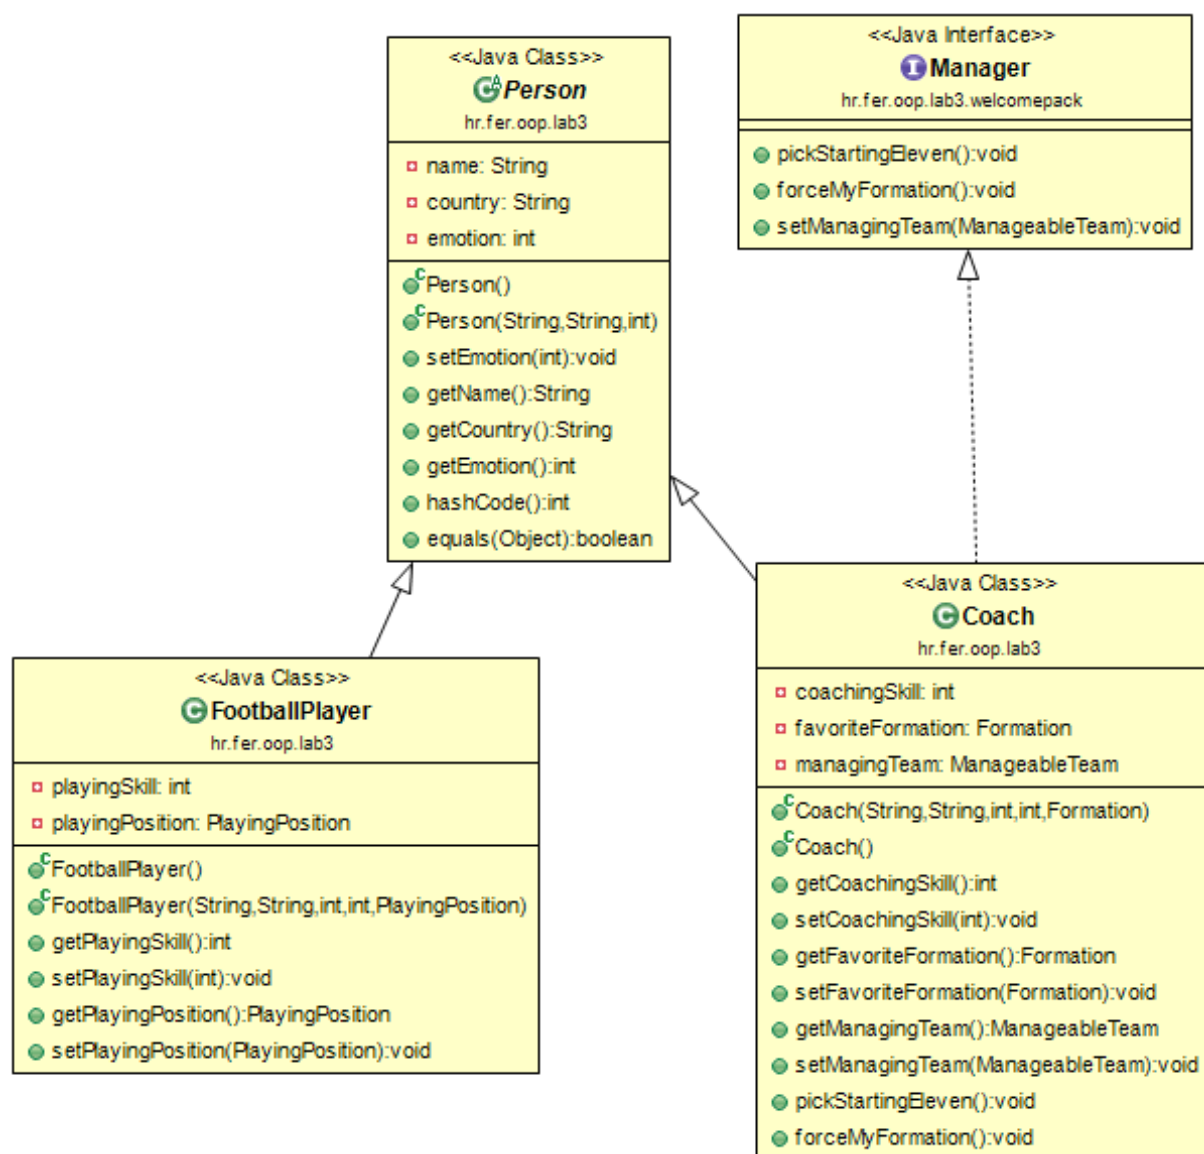 <<Java Class>>
Person
hr.fer.oop.lab3
name: String
country: String
emotion: int
Person()
Person(String,String,int)
setEmotion(int):void
getName():String
getCountry():String
getEmotion():int
hashCode():int
equals(Object):boolean
<<Java Interface>>
Manager
hr.fer.oop.lab3.welcomepack
pickStartingEleven():void
forceMyFormation():void
setManagingTeam(ManageableTeam):void
<<Java Class>>
FootballPlayer
hr.fer.oop.lab3
playingSkill: int
playingPosition: PlayingPosition
FootballPlayer()
FootballPlayer(String,String,int,int,PlayingPosition)
getPlayingSkill():int
setPlayingSkill(int):void
getPlayingPosition():PlayingPosition
setPlayingPosition(PlayingPosition):void
<<Java Class>>
Coach
hr.fer.oop.lab3
coachingSkill: int
favoriteFormation: Formation
managingTeam: ManageableTeam
Coach(String,String,int,int,Formation)
Coach()
getCoachingSkill():int
setCoachingSkill(int):void
getFavoriteFormation():Formation
setFavoriteFormation(Formation):void
getManagingTeam():ManageableTeam
setManagingTeam(ManageableTeam):void
pickStartingEleven():void
forceMyFormation():void